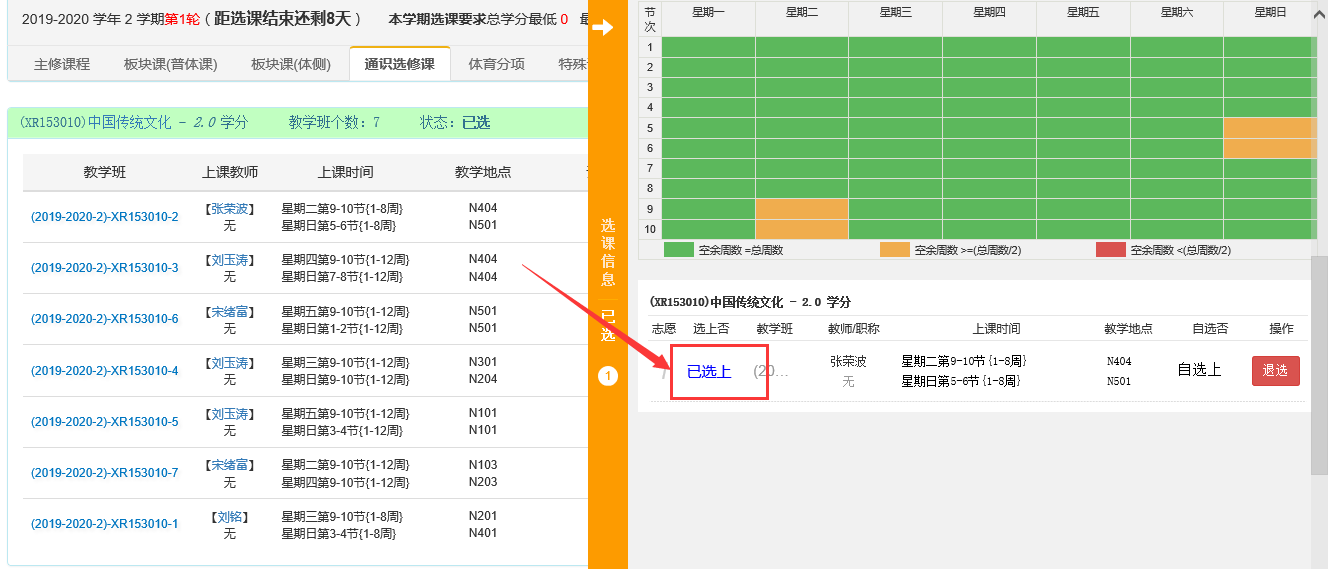 2019-2020 学年 2 学期第1轮 ( 距选课结束还剩8天 ) 本学期选课要求总学分最低 0
主修课程 板块课(普体课) 板块课(体侧) 通识选修课 体育分项 特殊
(XR153010)中国传统文化 - 2.0 学分 教学班个数: 7 状态: 已选
教学班 上课教师 上课时间 教学地点
(2019-2020-2)-XR153010-2 【张荣波】 星期二第9-10节{1-8周} N404
无 星期日第5-6节{1-8周} N501
(2019-2020-2)-XR153010-3 【刘玉涛】 星期四第9-10节{1-12周} N404
无 星期日第7-8节{1-12周} N404
(2019-2020-2)-XR153010-6 【宋绪富】 星期五第9-10节{1-12周} N501
无 星期日第1-2节{1-12周} N501
(2019-2020-2)-XR153010-4 【刘玉涛】 星期三第9-10节{1-12周} N301
无 星期日第9-10节{1-12周} N204
(2019-2020-2)-XR153010-5 【刘玉涛】 星期五第9-10节{1-12周} N101
无 星期日第3-4节{1-12周} N101
(2019-2020-2)-XR153010-7 【宋绪富】 星期二第9-10节{1-12周} N103
无 星期四第9-10节{1-12周} N203
(2019-2020-2)-XR153010-1 【刘铭】 星期三第9-10节{1-8周} N201
无 星期日第3-4节{1-8周} N401
选课信息 已选 1
节次 星期一 星期二 星期三 星期四 星期五 星期六 星期日
1
2
3
4
5
6
7
8
9
10
空余周数 =总周数 空余周数 >=(总周数/2) 空余周数 <(总周数/2)
(XR153010)中国传统文化 - 2.0 学分
志愿 选上否 教学班 教师/职称 上课时间 教学地点 自选否 操作
已选上 (20... 张荣波 星期二第9-10节{1-8周} N404 自选上 退选
无 星期日第5-6节{1-8周} N501